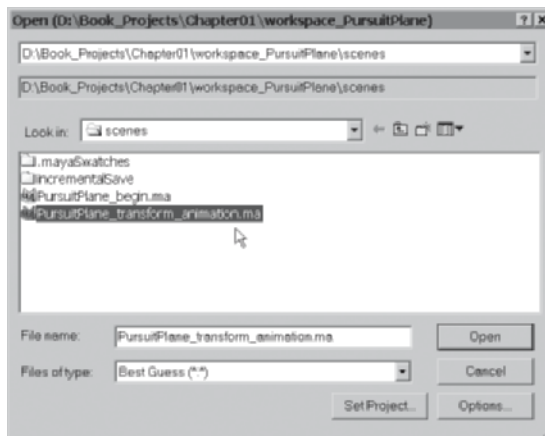 Open (D:\Book_Projects\Chapter01\workspace_PursuitPlane)
D:\Book_Projects\Chapter01\workspace_PursuitPlane\scenes
D:\Book_Projects\Chapter01\workspace_PursuitPlane\scenes
Look in: scenes
.mayaSwatches
IncrementalSave
PursuitPlane_begin.ma
PursuitPlane_transform_animation.ma
File name: PursuitPlane_transform_animation.ma Open
Files of type: Best Guess (*.*) Cancel
Set Project... Options...